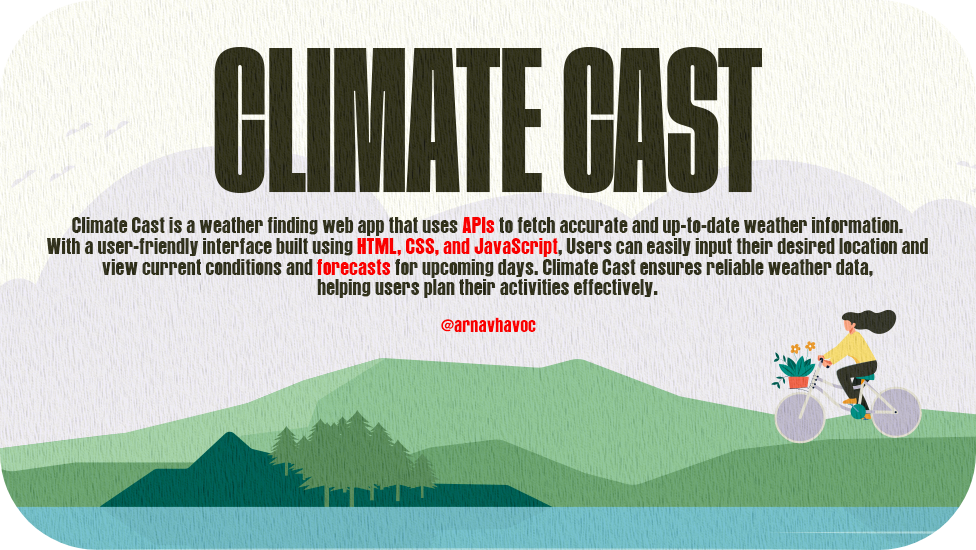 CLIMATE CAST
Climate Cast is a weather finding web app that uses APIs to fetch accurate and up-to-date weather information.
With a user-friendly interface built using HTML, CSS, and JavaScript, Users can easily input their desired location and
view current conditions and forecasts for upcoming days. Climate Cast ensures reliable weather data,
helping users plan their activities effectively.
@arnavhavoc